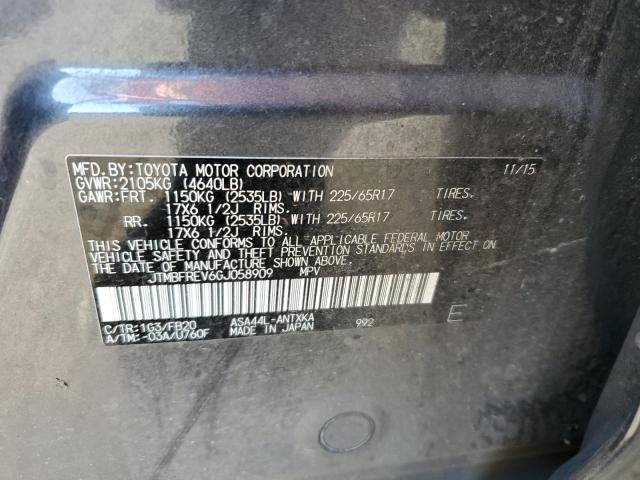 MFD. BY: TOYOTA MOTOR CORPORATION 11/15
GVWR: 2105KG (4640LB)
GAWR: FRT. 1150KG (2535LB) WITH 225/65R17 TIRES.
17X6 1/2J RIMS.
RR. 1150KG (2535LB) WITH 225/65R17 TIRES.
17X6 1/2J RIMS.
THIS VEHICLE CONFORMS TO ALL APPLICABLE FEDERAL MOTOR
VEHICLE SAFETY AND THEFT PREVENTION STANDARDS IN EFFECT ON
THE DATE OF MANUFACTURE SHOWN ABOVE.
JTMBFREV6GJ058909 MPV
C/TR: 1G3/FB20 ASA44L-ANTXKA 992 E
A/TM: -03A/U760F MADE IN JAPAN